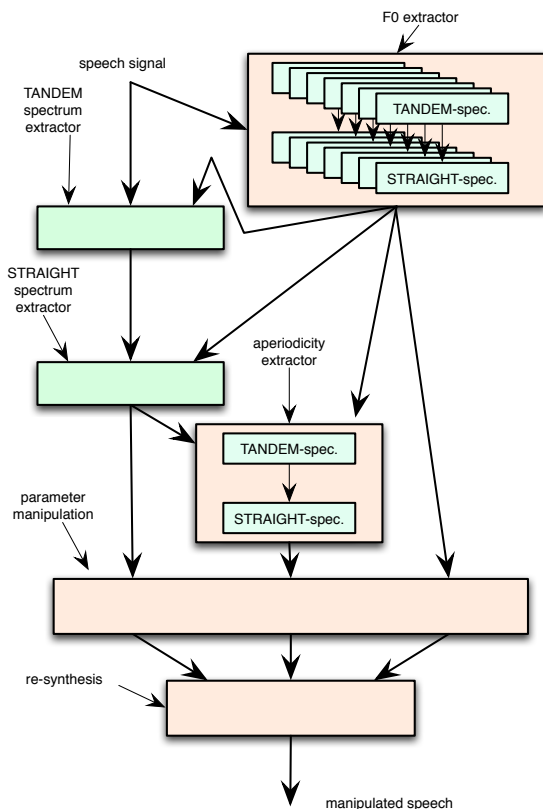 F0 extractor
speech signal
TANDEM
spectrum
extractor
TANDEM-spec.
STRAIGHT-spec.
STRAIGHT
spectrum
extractor
aperiodicity
extractor
TANDEM-spec.
STRAIGHT-spec.
parameter
manipulation
re-synthesis
manipulated speech